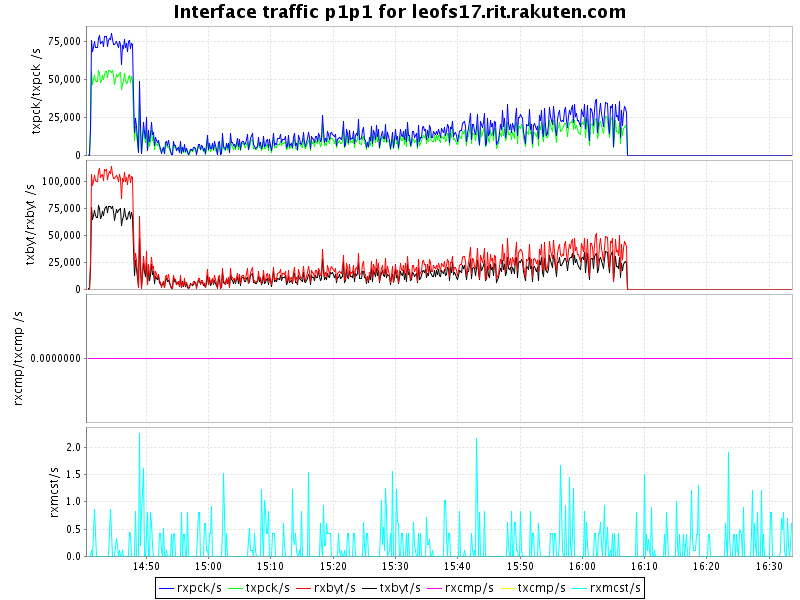 Interface traffic p1p1 for leofs17.rit.rakuten.com
txpck/txpck /s
75,000
50,000
25,000
0
txbyt/rxbyt /s
100,000
75,000
50,000
25,000
0
rxcmp/txcmp /s
0.0000000
rxmcst/s
2.0
1.5
1.0
0.5
0.0
14:50 15:00 15:10 15:20 15:30 15:40 15:50 16:00 16:10 16:20 16:30
rxpck/s txpck/s rxbyt/s txbyt/s rxcmp/s txcmp/s rxmcst/s